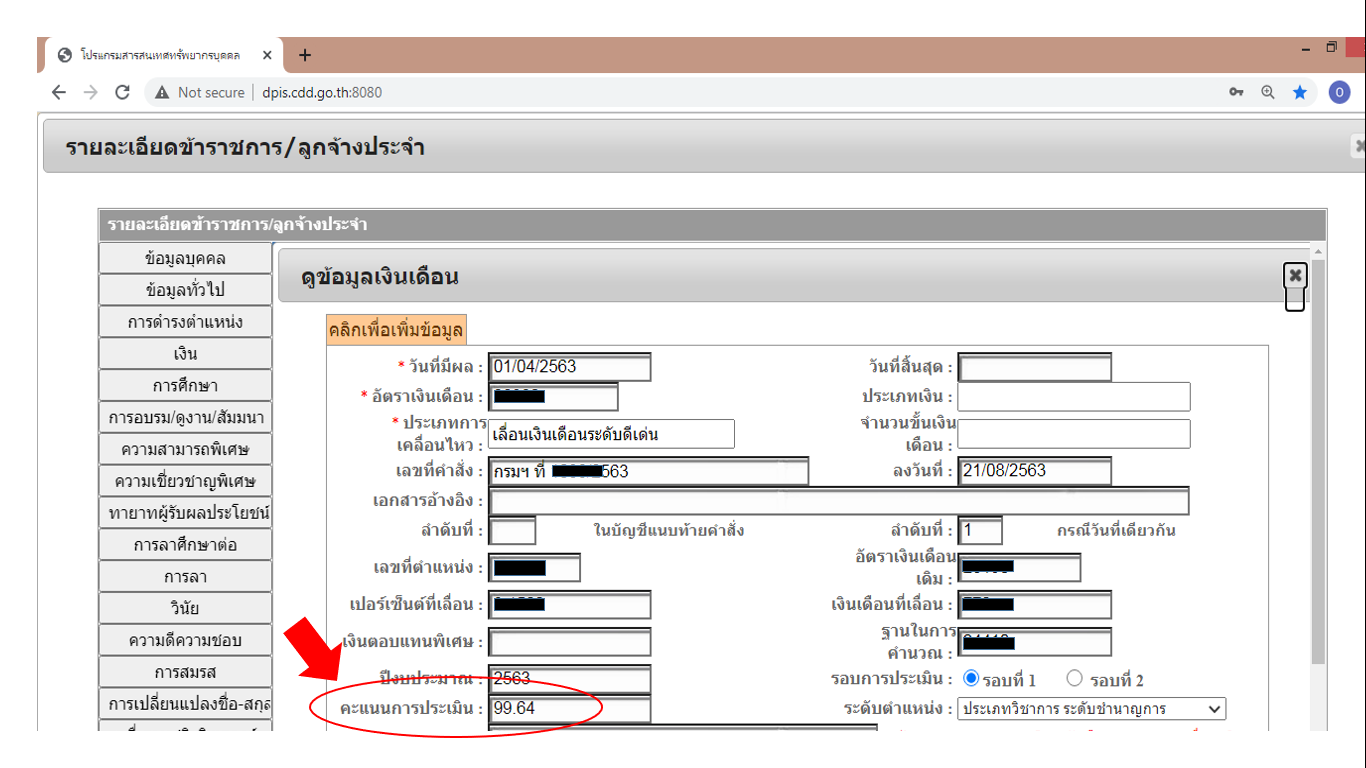 โปรแกรมสารสนเทศทรัพยากรบุคคล
Not secure | dpis.cdd.go.th:8080
O
รายละเอียดข้าราชการ/ลูกจ้างประจำ
รายละเอียดข้าราชการ/ลูกจ้างประจำ
ข้อมูลบุคคล
ข้อมูลทั่วไป
การดำรงตำแหน่ง
เงิน
การศึกษา
การอบรม/ดูงาน/สัมมนา
ความสามารถพิเศษ
ความเชี่ยวชาญพิเศษ
ทายาทผู้รับผลประโยชน์
การลาศึกษาต่อ
การลา
วินัย
ความดีความชอบ
การสมรส
การเปลี่ยนแปลงชื่อ-สกุล
ดูข้อมูลเงินเดือน
คลิกเพื่อเพิ่มข้อมูล
* วันที่มีผล : 01/04/2563 วันที่สิ้นสุด :
* อัตราเงินเดือน : ประเภทเงิน :
* ประเภทการเคลื่อนไหว : เลื่อนเงินเดือนระดับดีเด่น จำนวนขั้นเงินเดือน :
เลขที่คำสั่ง : กรมฯ ที่ 563 ลงวันที่ : 21/08/2563
เอกสารอ้างอิง :
ลำดับที่ : ในบัญชีแนบท้ายคำสั่ง ลำดับที่ : 1 กรณีวันที่เดียวกัน
เลขที่ตำแหน่ง : อัตราเงินเดือนเดิม :
เปอร์เซ็นต์ที่เลื่อน : เงินเดือนที่เลื่อน :
เงินตอบแทนพิเศษ : ฐานในการคำนวณ :
ปีงบประมาณ : 2563 รอบการประเมิน : รอบที่ 1 รอบที่ 2
คะแนนการประเมิน : 99.64 ระดับตำแหน่ง : ประเภทวิชาการ ระดับชำนาญการ